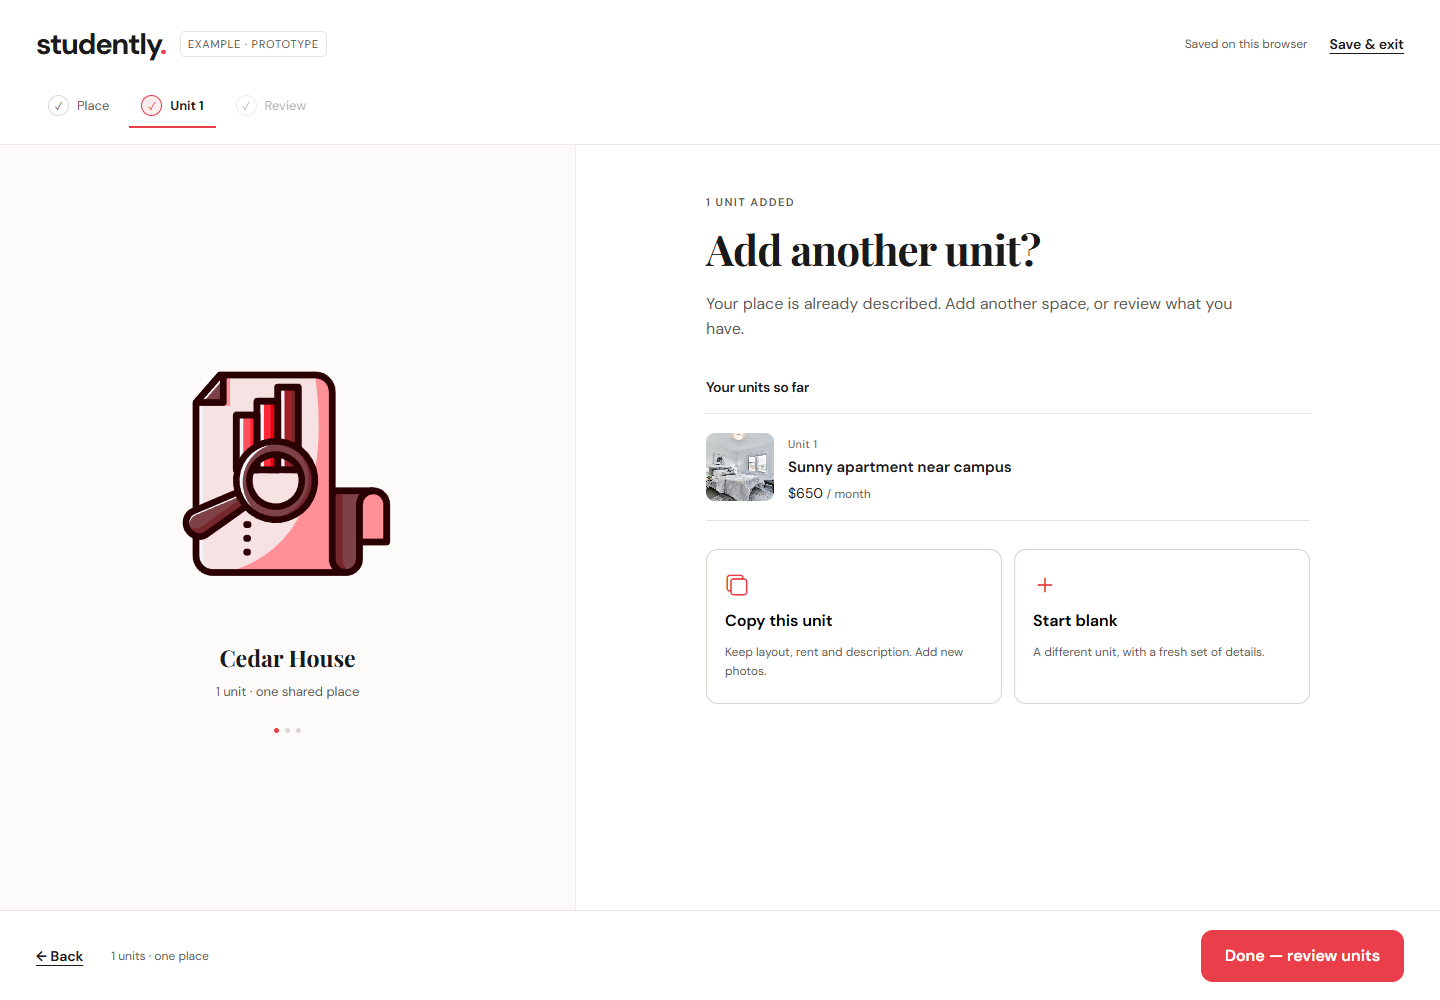 studently.
EXAMPLE · PROTOTYPE
Saved on this browser
Save & exit
✓ Place
✓ Unit 1
✓ Review
1 UNIT ADDED
Add another unit?
Your place is already described. Add another space, or review what you
have.
Your units so far
Unit 1
Sunny apartment near campus
$650 / month
Copy this unit
Keep layout, rent and description. Add new
photos.
Start blank
A different unit, with a fresh set of details.
Cedar House
1 unit · one shared place
← Back
1 units · one place
Done — review units